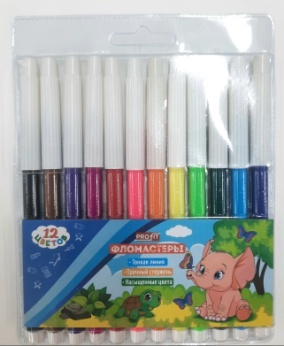 12
ЦВЕТОВ
PROFIT
ФЛОМАСТЕРЫ
• Тонкая линия
• Прочный стержень
• Насыщенные цвета